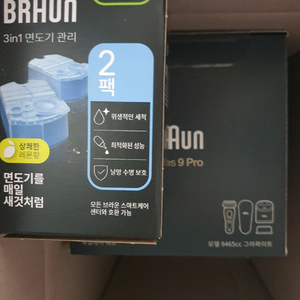 BRAUN
3in1 면도기 관리
2
팩
위생적인 세척
최적화된 성능
날망 수명 보호
상쾌한
레몬향
면도기를
매일
새것처럼
모든 브라운 스마트케어
센터와 호환 가능
9 Pro
모델 9465cc 그라파이트